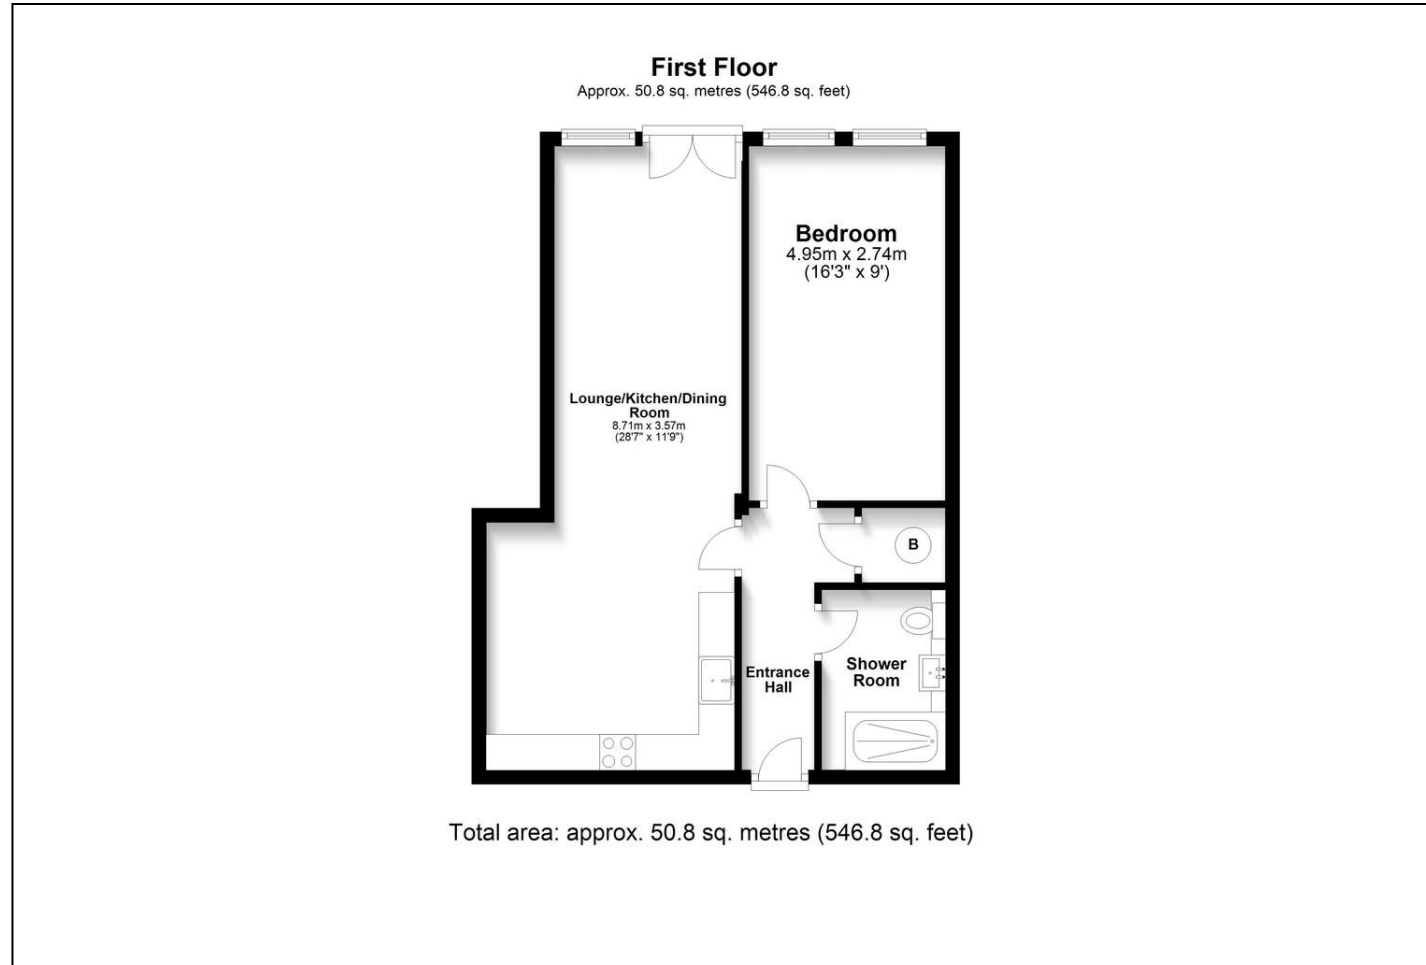 First Floor
Approx. 50.8 sq. metres (546.8 sq. feet)
Bedroom
4.95m x 2.74m
(16'3" x 9')
Lounge/Kitchen/Dining
Room
8.71m x 3.57m
(28'7" x 11'9")
B
Entrance
Hall
Shower
Room
Total area: approx. 50.8 sq. metres (546.8 sq. feet)